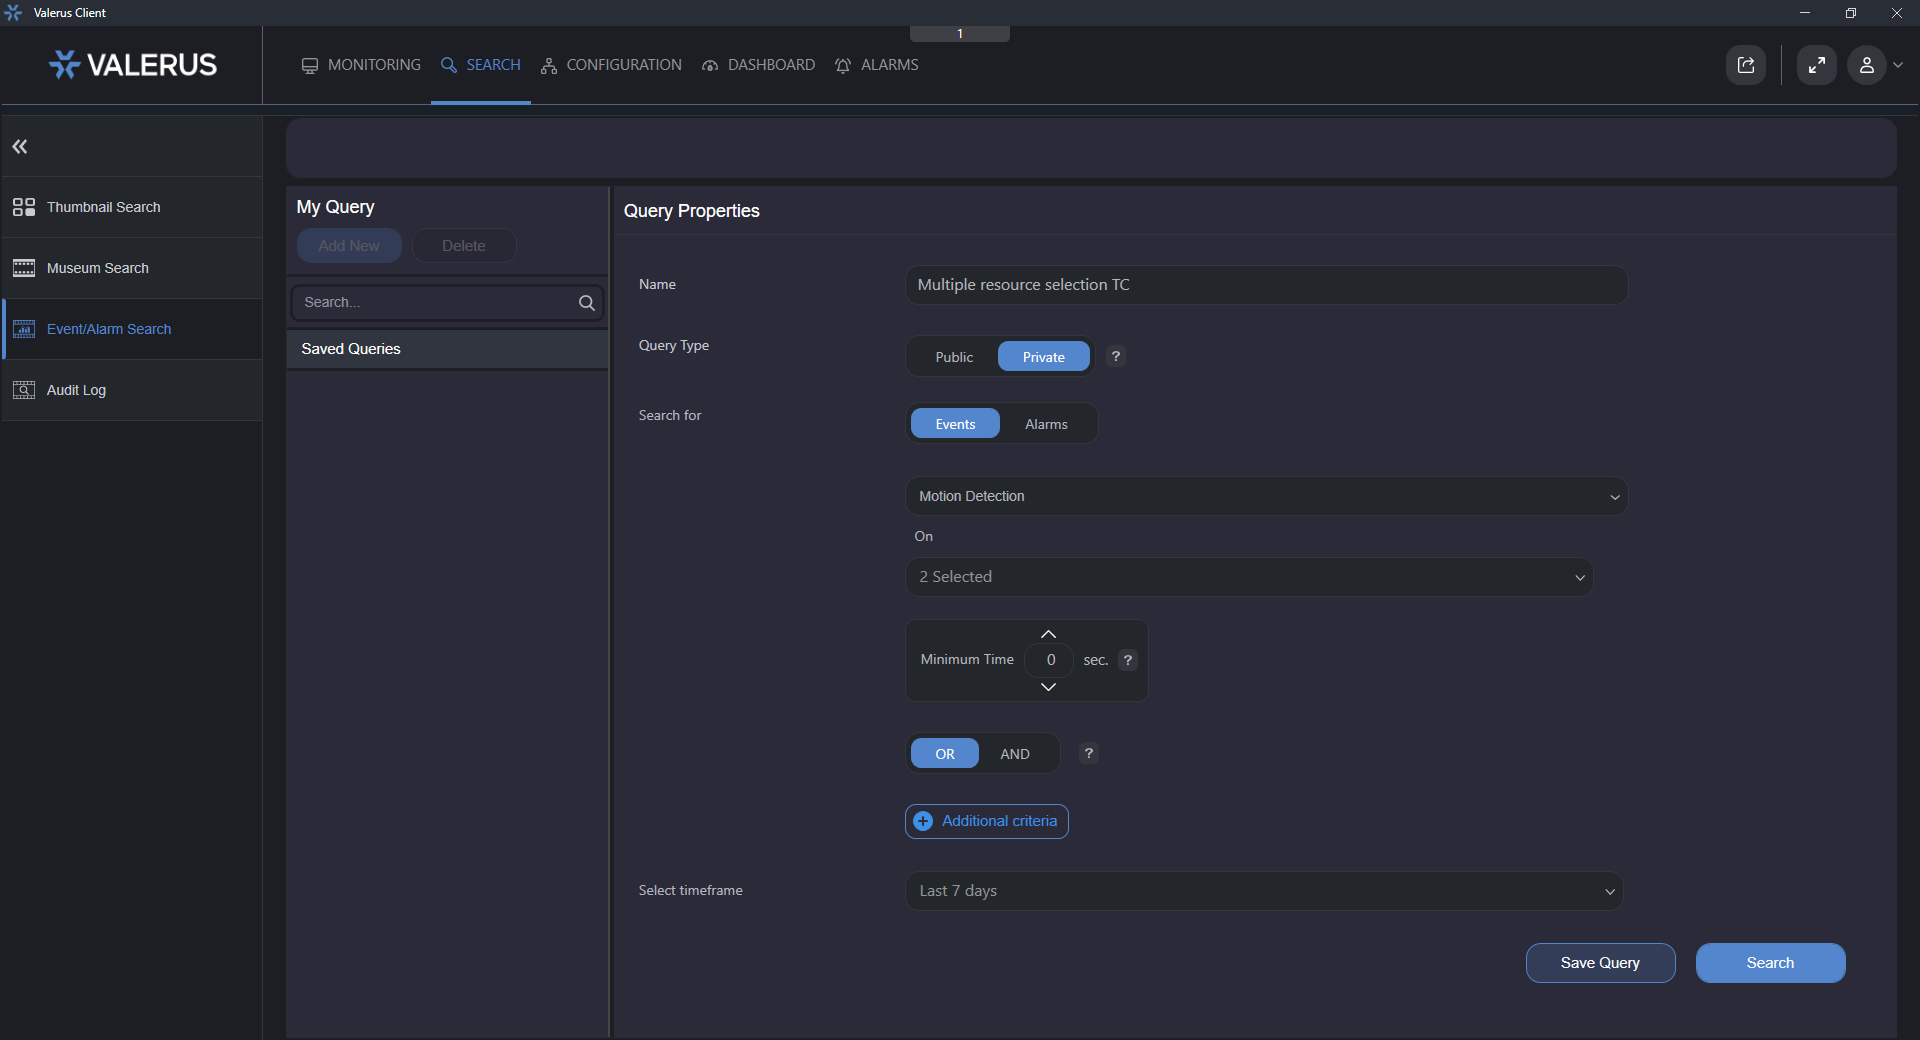 Valerus Client
1
VALERUS
MONITORING
SEARCH
CONFIGURATION
DASHBOARD
ALARMS
Thumbnail Search
Museum Search
Event/Alarm Search
Audit Log
My Query
Add New
Delete
Search...
Saved Queries
Query Properties
Name
Multiple resource selection TC
Query Type
Public
Private
?
Search for
Events
Alarms
Motion Detection
On
2 Selected
Minimum Time
0
sec.
?
OR
AND
?
Additional criteria
Select timeframe
Last 7 days
Save Query
Search